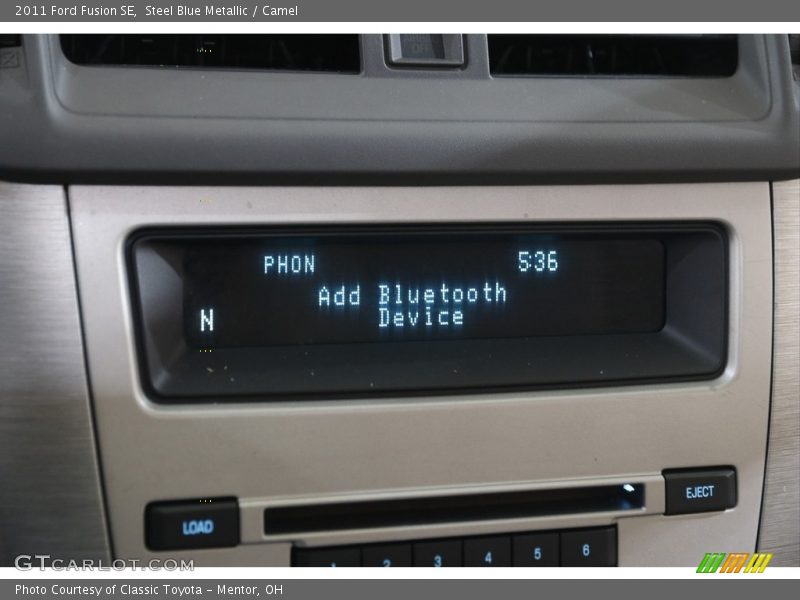 2011 Ford Fusion SE,  Steel Blue Metallic / Camel
PHON 5:36
Add Bluetooth
Device
N
EJECT
LOAD
1 2 3 4 5 6
GTCARLOT.COM
Photo Courtesy of Classic Toyota – Mentor, OH